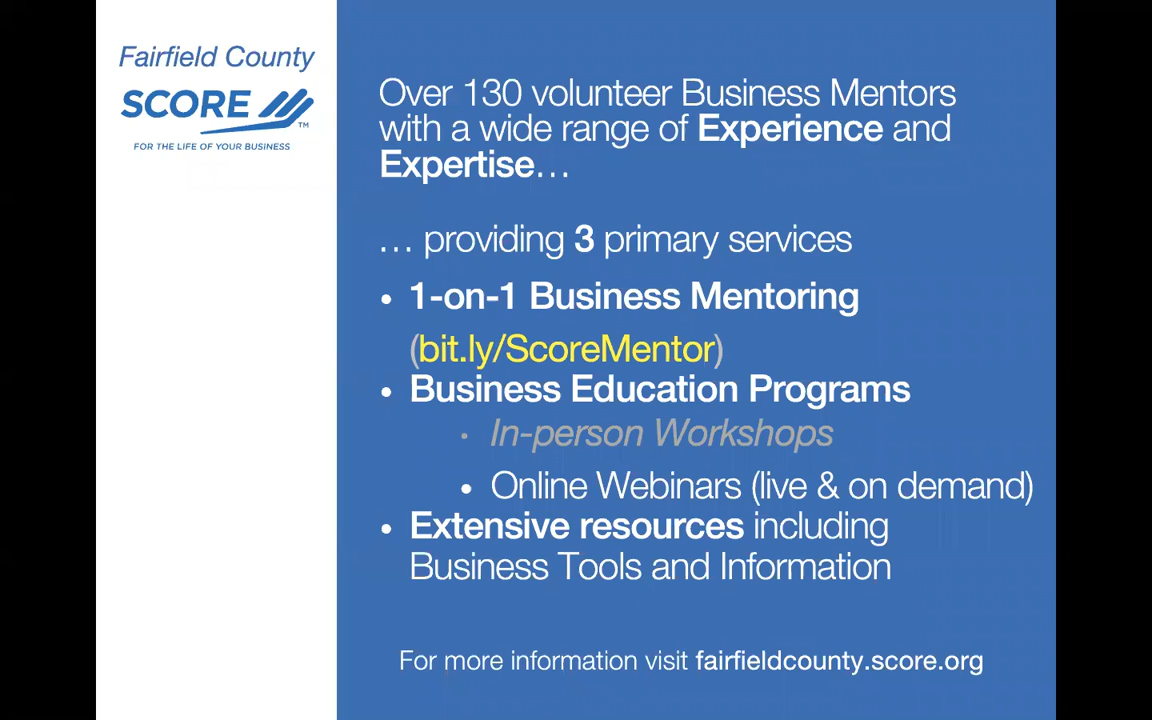 Fairfield County
SCORE
TM
FOR THE LIFE OF YOUR BUSINESS
Over 130 volunteer Business Mentors
with a wide range of Experience and
Expertise…
… providing 3 primary services
• 1-on-1 Business Mentoring
(bit.ly/ScoreMentor)
• Business Education Programs
• In-person Workshops
• Online Webinars (live & on demand)
• Extensive resources including
Business Tools and Information
For more information visit fairfieldcounty.score.org